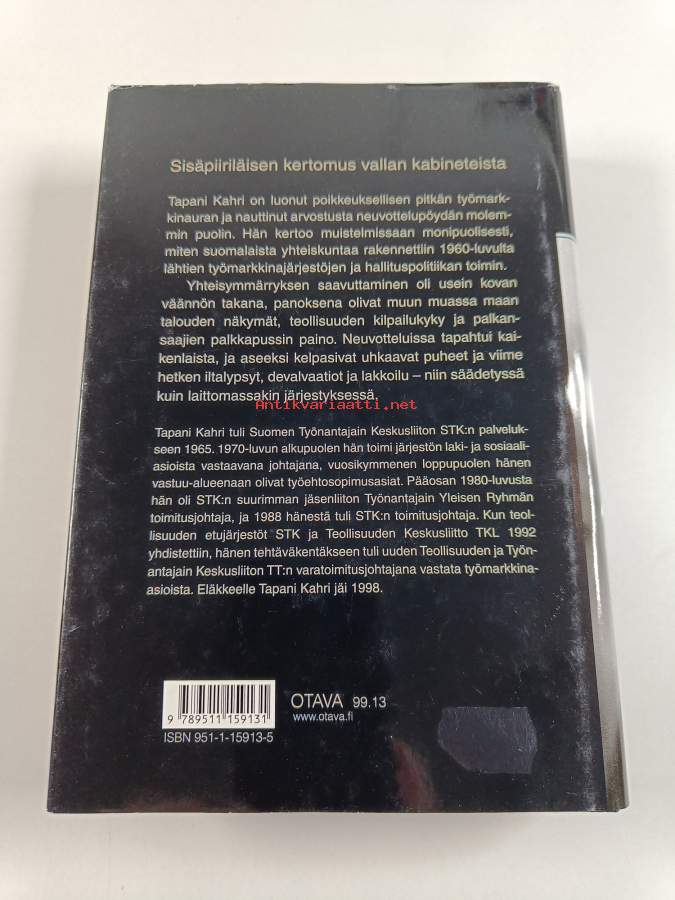 Sisäpiiriläisen kertomus vallan kabineteista
Tapani Kahri on luonut poikkeuksellisen pitkän työmark-
kinauran ja nauttinut arvostusta neuvottelupöydän molem-
min puolin. Hän kertoo muistelmissaan monipuolisesti,
miten suomalaista yhteiskuntaa rakennettiin 1960-luvulta
lähtien työmarkkinajärjestöjen ja hallituspolitiikan toimin.
Yhteisymmärryksen saavuttaminen oli usein kovan
väännön takana, panoksena olivat muun muassa maan
talouden näkymät, teollisuuden kilpailukyky ja palkan-
saajien palkkapussin paino. Neuvotteluissa tapahtui kai-
kenlaista, ja aseeksi kelpasivat uhkaavat puheet ja viime
hetken iltalypsyt, devalvaatiot ja lakkoilu – niin säädetyssä
kuin laittomassakin järjestyksessä.
Antikvariaatti.net
Tapani Kahri tuli Suomen Työnantajain Keskusliiton STK:n palveluk-
seen 1965. 1970-luvun alkupuolen hän toimi järjestön laki- ja sosiaali-
asioista vastaavana johtajana, vuosikymmenen loppupuolen hänen
vastuu-alueenaan olivat työehtosopimusasiat. Pääosan 1980-luvusta
hän oli STK:n suurimman jäsenliiton Työnantajain Yleisen Ryhmän
toimitusjohtaja, ja 1988 hänestä tuli STK:n toimitusjohtaja. Kun teol-
lisuuden etujärjestöt STK ja Teollisuuden Keskusliitto TKL 1992
yhdistettiin, hänen tehtäväkentäkseen tuli uuden Teollisuuden ja Työn-
antajain Keskusliiton TT:n varatoimitusjohtajana vastata työmarkkina-
asioista. Eläkkeelle Tapani Kahri jäi 1998.
9 789511 159131
OTAVA 99.13
www.otava.fi
ISBN 951-1-15913-5